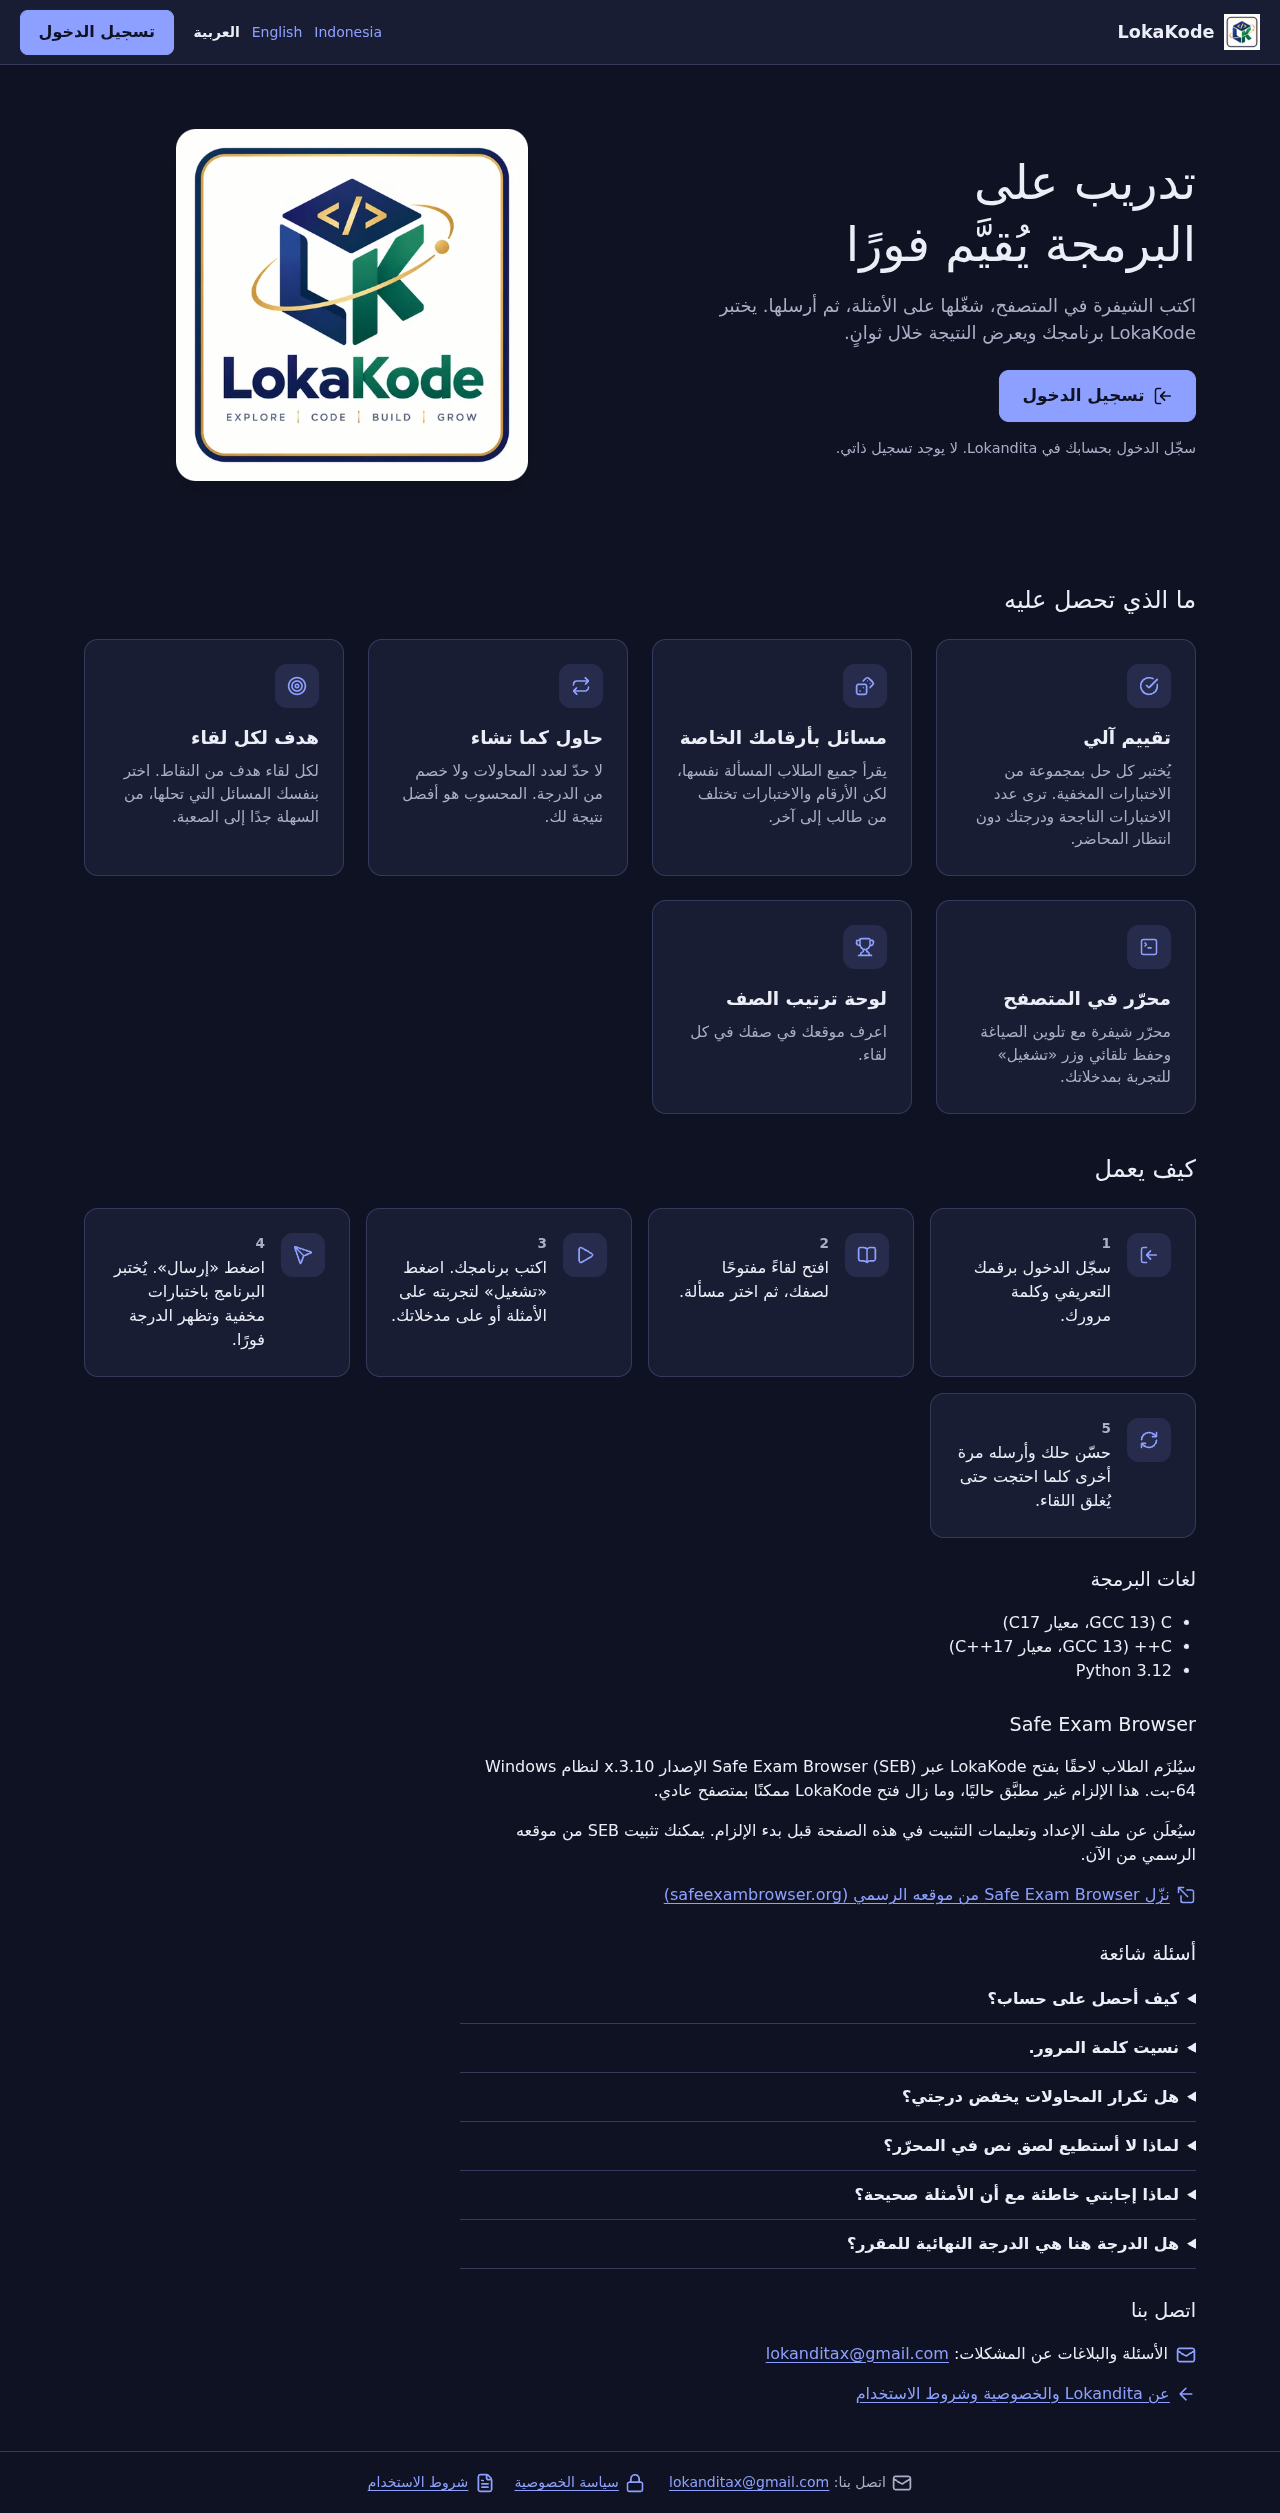 LokaKode
Indonesia English العربية
تسجيل الدخول
تدريب على
البرمجة يُقيَّم فورًا
اكتب الشيفرة في المتصفح، شغّلها على الأمثلة، ثم أرسلها. يختبر
LokaKode برنامجك ويعرض النتيجة خلال ثوانٍ.
تسجيل الدخول
سجّل الدخول بحسابك في Lokandita. لا يوجد تسجيل ذاتي.
</>
LK
LokaKode
EXPLORE | CODE | BUILD | GROW
ما الذي تحصل عليه
تقييم آلي
يُختبر كل حل بمجموعة من
الاختبارات المخفية. ترى عدد
الاختبارات الناجحة ودرجتك دون
انتظار المحاضر.
مسائل بأرقامك الخاصة
يقرأ جميع الطلاب المسألة نفسها،
لكن الأرقام والاختبارات تختلف
من طالب إلى آخر.
حاول كما تشاء
لا حدّ لعدد المحاولات ولا خصم
من الدرجة. المحسوب هو أفضل
نتيجة لك.
هدف لكل لقاء
لكل لقاء هدف من النقاط. اختر
بنفسك المسائل التي تحلها، من
السهلة جدًا إلى الصعبة.
محرّر في المتصفح
محرّر شيفرة مع تلوين الصياغة
وحفظ تلقائي وزر «تشغيل»
للتجربة بمدخلاتك.
لوحة ترتيب الصف
اعرف موقعك في صفك في كل
لقاء.
كيف يعمل
1
سجّل الدخول برقمك
التعريفي وكلمة
مرورك.
2
افتح لقاءً مفتوحًا
لصفك، ثم اختر مسألة.
3
اكتب برنامجك. اضغط
«تشغيل» لتجربته على
الأمثلة أو على مدخلاتك.
4
اضغط «إرسال». يُختبر
البرنامج باختبارات
مخفية وتظهر الدرجة
فورًا.
5
حسّن حلك وأرسله مرة
أخرى كلما احتجت حتى
يُغلق اللقاء.
لغات البرمجة
• C (GCC 13، معيار C17)
• C++ (GCC 13، معيار C++17)
• Python 3.12
Safe Exam Browser
سيُلزَم الطلاب لاحقًا بفتح LokaKode عبر Safe Exam Browser (SEB) الإصدار 3.10.x لنظام Windows
64-بت. هذا الإلزام غير مطبَّق حاليًا، وما زال فتح LokaKode ممكنًا بمتصفح عادي.
سيُعلَن عن ملف الإعداد وتعليمات التثبيت في هذه الصفحة قبل بدء الإلزام. يمكنك تثبيت SEB من موقعه
الرسمي من الآن.
نزّل Safe Exam Browser من موقعه الرسمي (safeexambrowser.org)
أسئلة شائعة
كيف أحصل على حساب؟
نسيت كلمة المرور.
هل تكرار المحاولات يخفض درجتي؟
لماذا لا أستطيع لصق نص في المحرّر؟
لماذا إجابتي خاطئة مع أن الأمثلة صحيحة؟
هل الدرجة هنا هي الدرجة النهائية للمقرر؟
اتصل بنا
الأسئلة والبلاغات عن المشكلات: lokanditax@gmail.com
عن Lokandita والخصوصية وشروط الاستخدام
اتصل بنا: lokanditax@gmail.com سياسة الخصوصية شروط الاستخدام